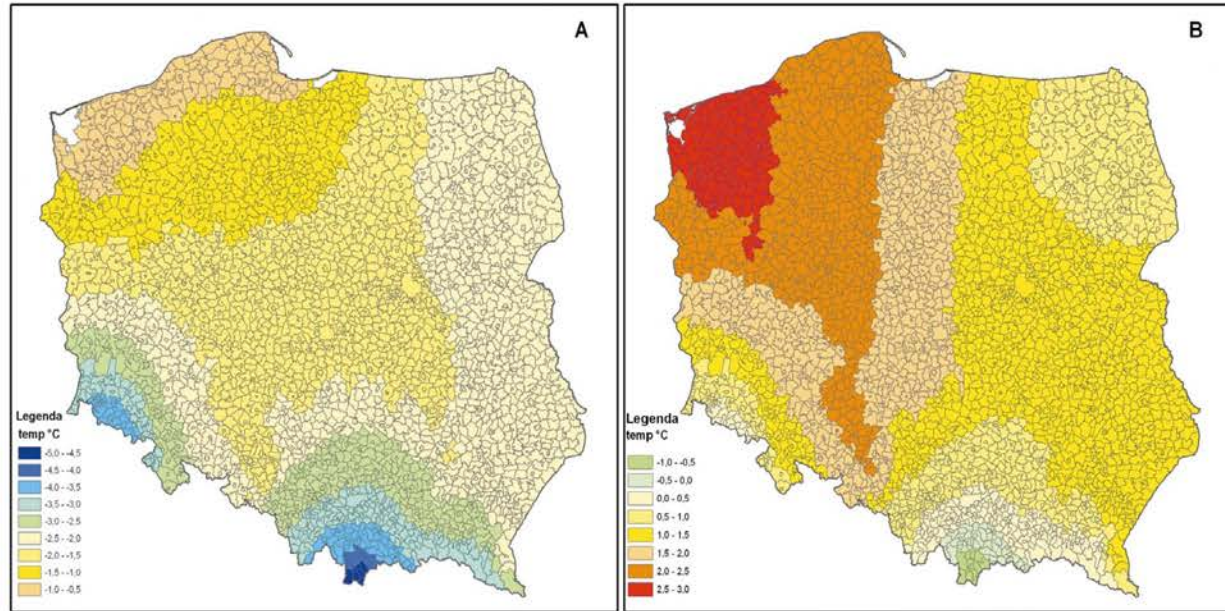 A
Legenda
temp °C
-5,0 - -4,5
-4,5 - -4,0
-4,0 - -3,5
-3,5 - -3,0
-3,0 - -2,5
-2,5 - -2,0
-2,0 - -1,5
-1,5 - -1,0
-1,0 - -0,5
B
Legenda
temp °C
-1,0 - -0,5
-0,5 - 0,0
0,0 - 0,5
0,5 - 1,0
1,0 - 1,5
1,5 - 2,0
2,0 - 2,5
2,5 - 3,0